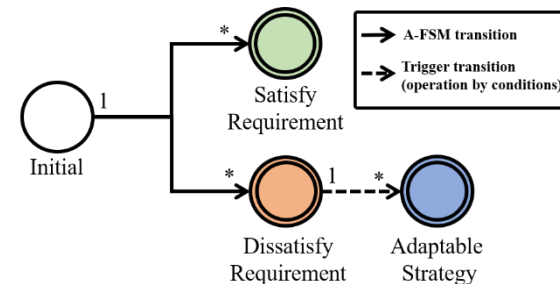 *
Satisfy
Requirement
1
Initial
*
Dissatisfy
Requirement
1
*
Adaptable
Strategy
A-FSM transition
Trigger transition
(operation by conditions)